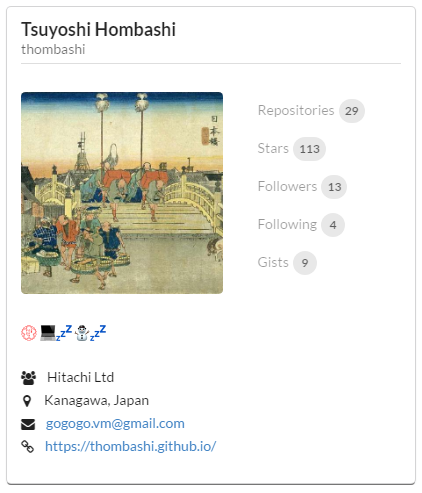 Tsuyoshi Hombashi
thombashi
日本橋
Repositories 29
Stars 113
Followers 13
Following 4
Gists 9
💮 💻💤⛄💤
Hitachi Ltd
Kanagawa, Japan
gogogo.vm@gmail.com
https://thombashi.github.io/